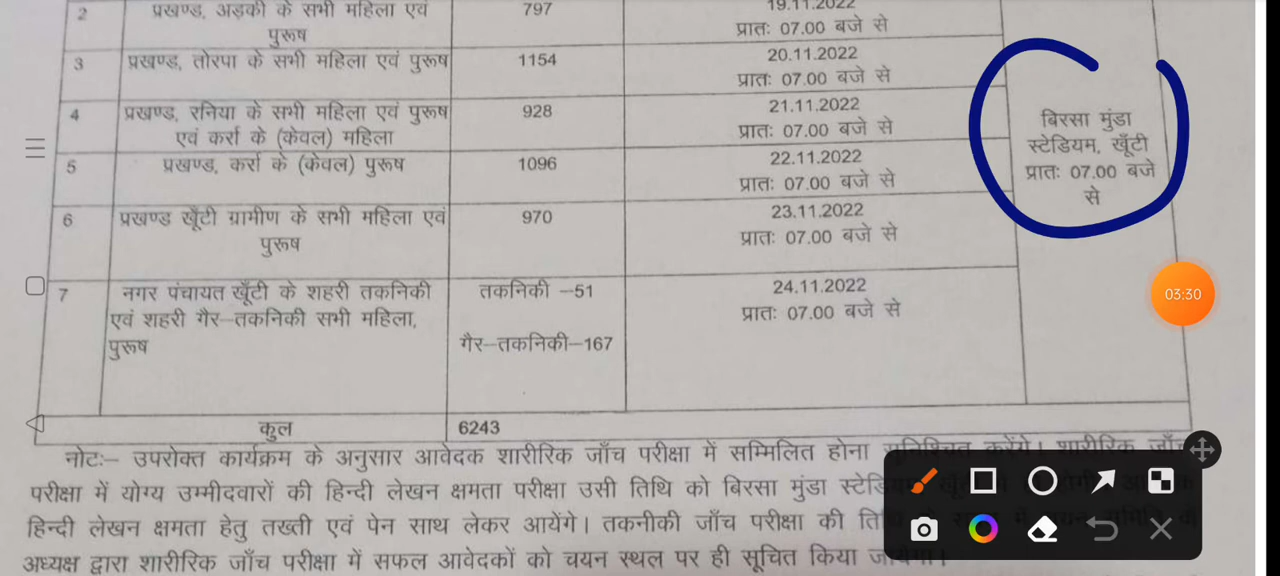 2 प्रखण्ड, अड़की के सभी महिला एवं 797 19.11.2022
पुरूष प्रातः 07.00 बजे से
3 प्रखण्ड, तोरपा के सभी महिला एवं पुरूष 1154 20.11.2022
प्रातः 07.00 बजे से
4 प्रखण्ड, रनिया के सभी महिला एवं पुरूष 928 21.11.2022
एवं कर्रा के (केवल) महिला प्रातः 07.00 बजे से
5 प्रखण्ड, कर्रा के (केवल) पुरूष 1096 22.11.2022
प्रातः 07.00 बजे से
6 प्रखण्ड खूँटी ग्रामीण के सभी महिला एवं 970 23.11.2022
पुरूष प्रातः 07.00 बजे से
7 नगर पंचायत खूँटी के शहरी तकनिकी तकनिकी –51 24.11.2022
एवं शहरी गैर–तकनिकी सभी महिला, प्रातः 07.00 बजे से
पुरूष गैर–तकनिकी–167
बिरसा मुंडा
स्टेडियम, खूँटी
प्रातः 07.00 बजे
से
03:30
कुल 6243
नोटः– उपरोक्त कार्यक्रम के अनुसार आवेदक शारीरिक जाँच परीक्षा में सम्मिलित होना सुनिश्चित करेंगे। शारीरिक जाँच
परीक्षा में योग्य उम्मीदवारों की हिन्दी लेखन क्षमता परीक्षा उसी तिथि को बिरसा मुंडा
हिन्दी लेखन क्षमता हेतु तख्ती एवं पेन साथ लेकर आयेंगे। तकनीकी जाँच परीक्षा की
अध्यक्ष द्वारा शारीरिक जाँच परीक्षा में सफल आवेदकों को चयन स्थल पर ही सूचित किया जायेगा।